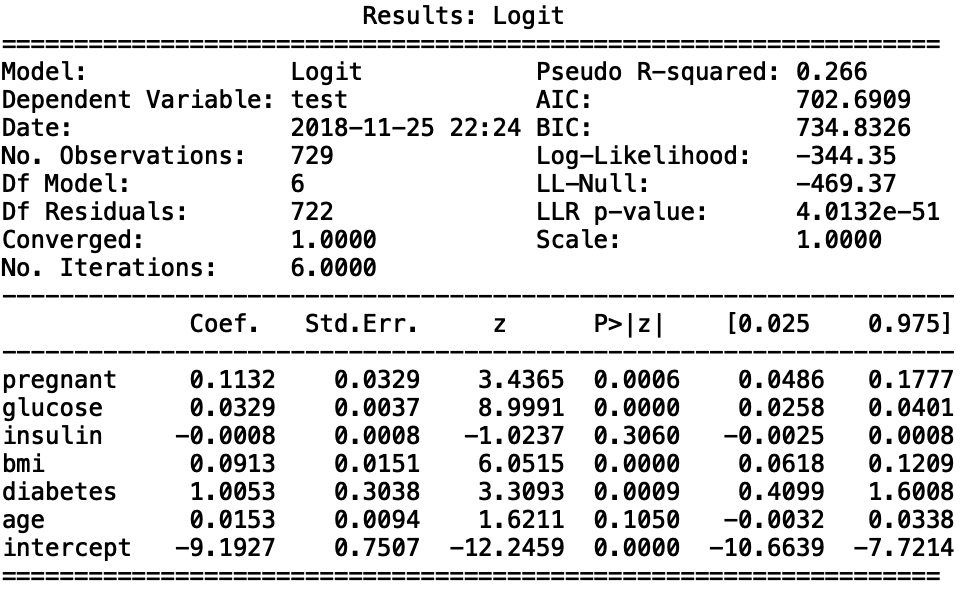 Results: Logit
=================================================================
Model:              Logit            Pseudo R-squared: 0.266
Dependent Variable: test             AIC:              702.6909
Date:               2018-11-25 22:24 BIC:              734.8326
No. Observations:   729              Log-Likelihood:   -344.35
Df Model:           6                LL-Null:          -469.37
Df Residuals:       722              LLR p-value:      4.0132e-51
Converged:          1.0000           Scale:            1.0000
No. Iterations:     6.0000
------------------------------------------------------------------
             Coef.   Std.Err.     z     P>|z|    [0.025    0.975]
------------------------------------------------------------------
pregnant     0.1132    0.0329    3.4365 0.0006    0.0486   0.1777
glucose      0.0329    0.0037    8.9991 0.0000    0.0258   0.0401
insulin     -0.0008    0.0008   -1.0237 0.3060   -0.0025   0.0008
bmi          0.0913    0.0151    6.0515 0.0000    0.0618   0.1209
diabetes     1.0053    0.3038    3.3093 0.0009    0.4099   1.6008
age          0.0153    0.0094    1.6211 0.1050   -0.0032   0.0338
intercept   -9.1927    0.7507  -12.2459 0.0000  -10.6639  -7.7214
=================================================================